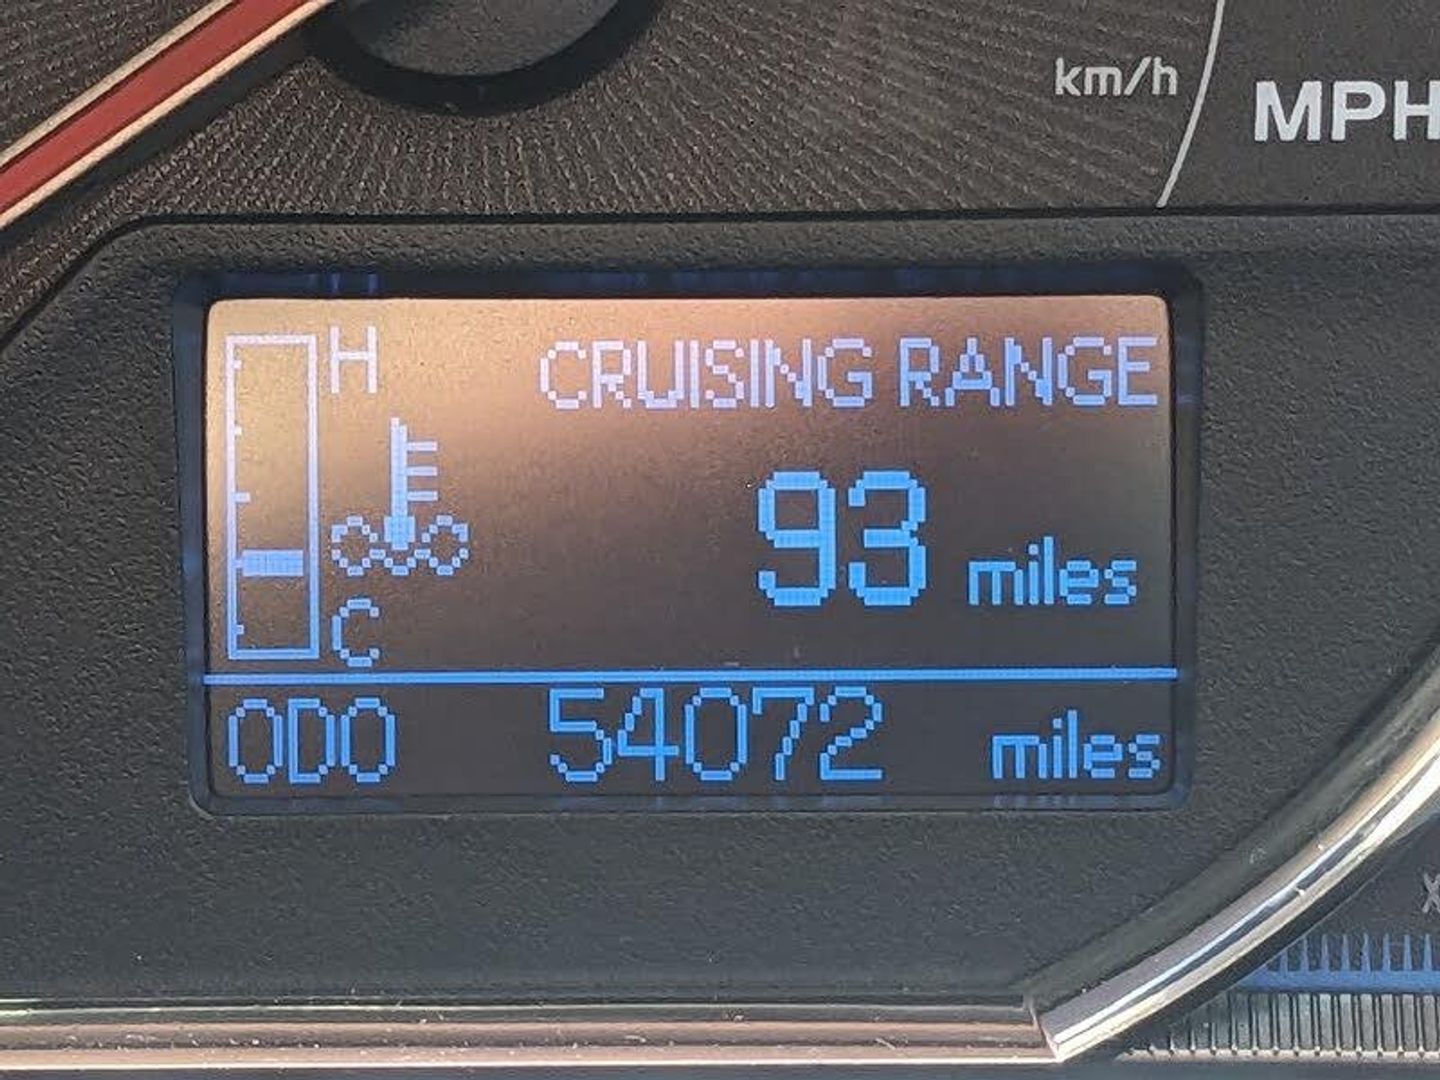 km/h
MPH
H
CRUISING RANGE
93 miles
C
ODO 54072 miles